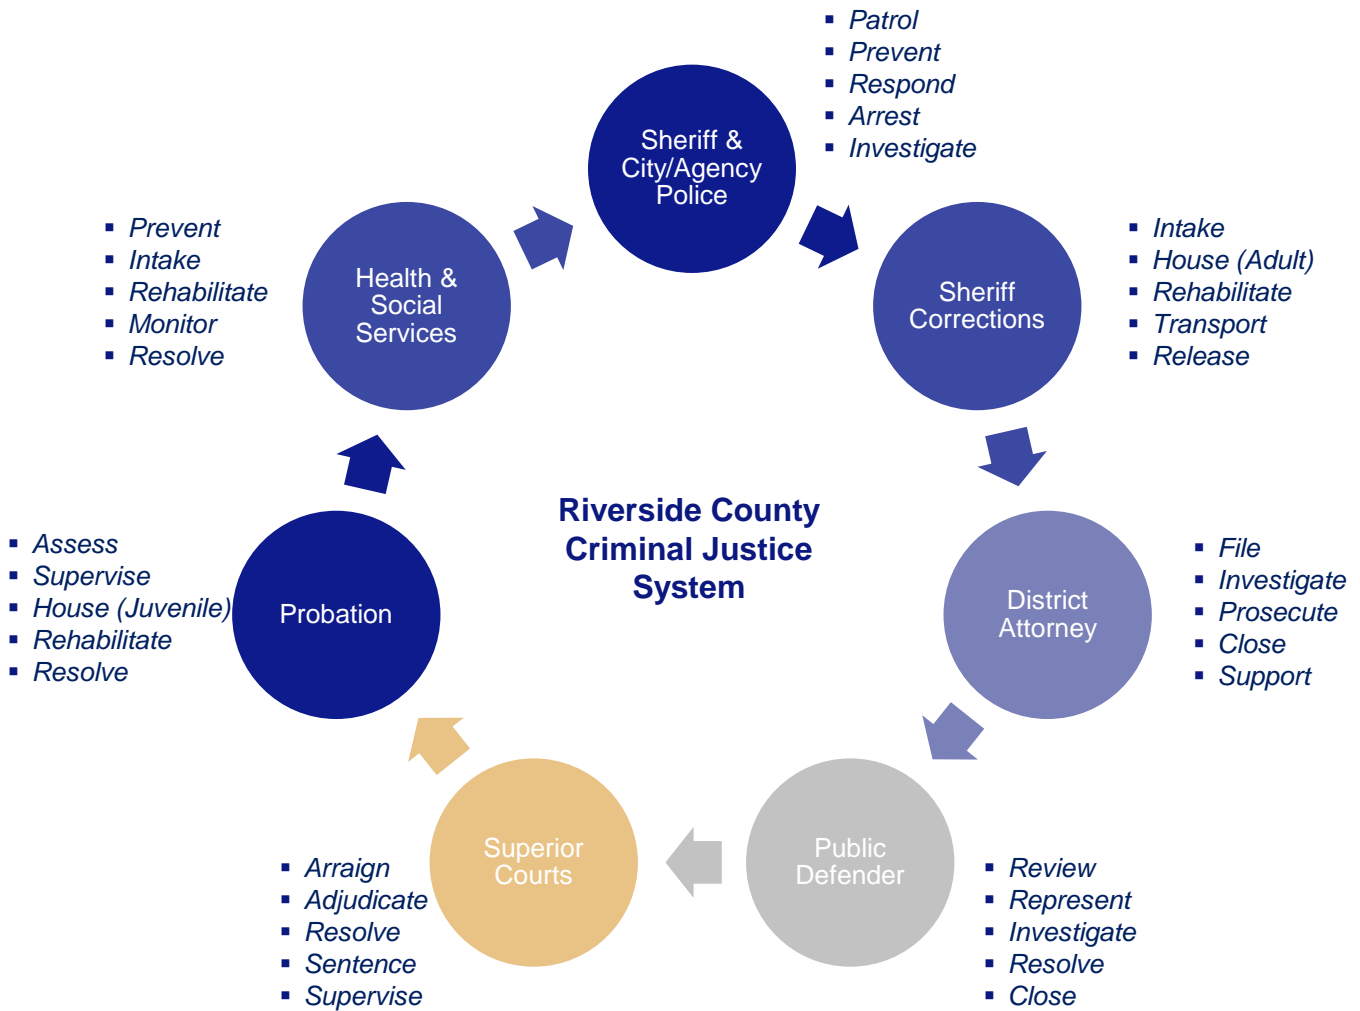 ▪ Patrol
▪ Prevent
▪ Respond
▪ Arrest
▪ Investigate
Sheriff &
City/Agency
Police
▪ Intake
▪ House (Adult)
▪ Rehabilitate
▪ Transport
▪ Release
Sheriff
Corrections
▪ File
▪ Investigate
▪ Prosecute
▪ Close
▪ Support
District
Attorney
▪ Review
▪ Represent
▪ Investigate
▪ Resolve
▪ Close
Public
Defender
▪ Arraign
▪ Adjudicate
▪ Resolve
▪ Sentence
▪ Supervise
Superior
Courts
▪ Assess
▪ Supervise
▪ House (Juvenile)
▪ Rehabilitate
▪ Resolve
Probation
▪ Prevent
▪ Intake
▪ Rehabilitate
▪ Monitor
▪ Resolve
Health &
Social
Services
Riverside County
Criminal Justice
System